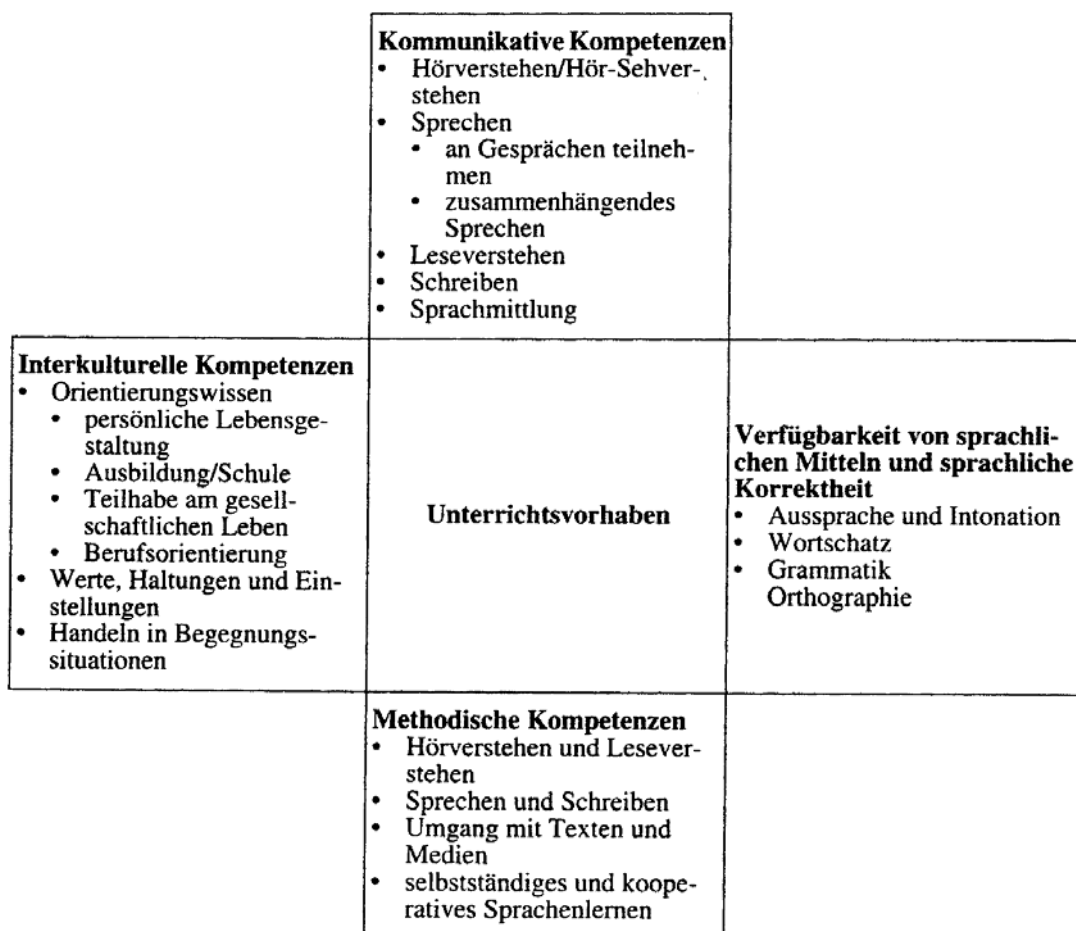 Kommunikative Kompetenzen
• Hörverstehen/Hör-Sehver-
stehen
• Sprechen
• an Gesprächen teilneh-
men
• zusammenhängendes
Sprechen
• Leseverstehen
• Schreiben
• Sprachmittlung
Interkulturelle Kompetenzen
• Orientierungswissen
• persönliche Lebensge-
staltung
• Ausbildung/Schule
• Teilhabe am gesell-
schaftlichen Leben
• Berufsorientierung
• Werte, Haltungen und Ein-
stellungen
• Handeln in Begegnungs-
situationen
Unterrichtsvorhaben
Verfügbarkeit von sprachli-
chen Mitteln und sprachliche
Korrektheit
• Aussprache und Intonation
• Wortschatz
• Grammatik
Orthographie
Methodische Kompetenzen
• Hörverstehen und Lesever-
stehen
• Sprechen und Schreiben
• Umgang mit Texten und
Medien
• selbstständiges und koope-
ratives Sprachenlernen